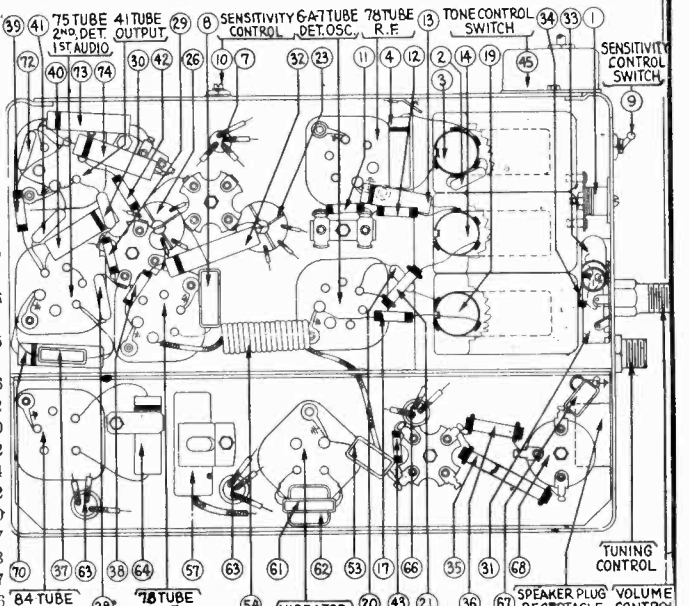 39 41 75 TUBE 2ND. DET. 1ST. AUDIO 41 TUBE OUTPUT 29 8 SENSITIVITY CONTROL 6-A-7 TUBE DET. OSC. 78 TUBE R.F. 13 TONE CONTROL SWITCH 34 33 1
72 40 73 74 30 42 26 10 7 32 23 11 4 12 2 3 14 19 45
SENSITIVITY CONTROL SWITCH
9
70 37 63 38 64 57 63 61 62 53 17 66 35 31 68
TUNING CONTROL
84 TUBE 78 TUBE 43 21 36 67 SPEAKER PLUG VOLUME